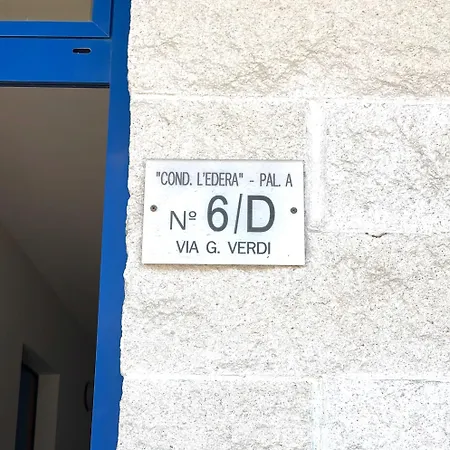 "COND. L'EDERA" - PAL. A
Nº 6/D
VIA G. VERDI